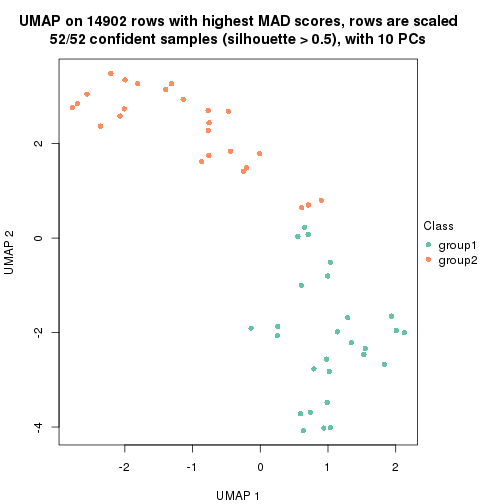 UMAP on 14902 rows with highest MAD scores, rows are scaled
52/52 confident samples (silhouette > 0.5), with 10 PCs
2
0
-2
-4
UMAP 2
Class
group1
group2
-2
-1
0
1
2
UMAP 1